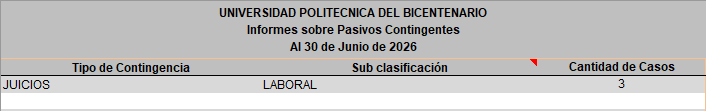 UNIVERSIDAD POLITECNICA DEL BICENTENARIO
Informes sobre Pasivos Contingentes
Al 30 de Junio de 2026
Tipo de Contingencia Sub clasificación Cantidad de Casos
JUICIOS LABORAL 3